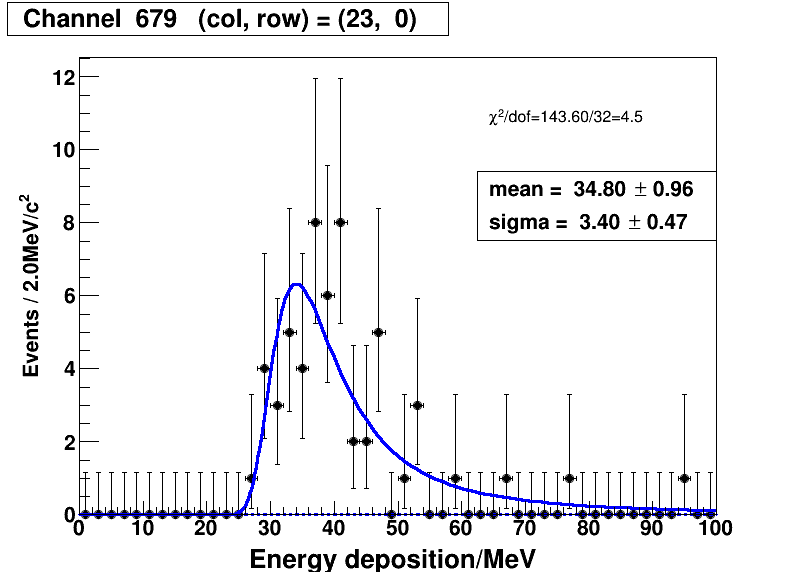 Channel 679 (col, row) = (23, 0)
χ²/dof=143.60/32=4.5
mean = 34.80 ± 0.96
sigma = 3.40 ± 0.47
Events / 2.0MeV/c²
12
10
8
6
4
2
0
0 10 20 30 40 50 60 70 80 90 100
Energy deposition/MeV